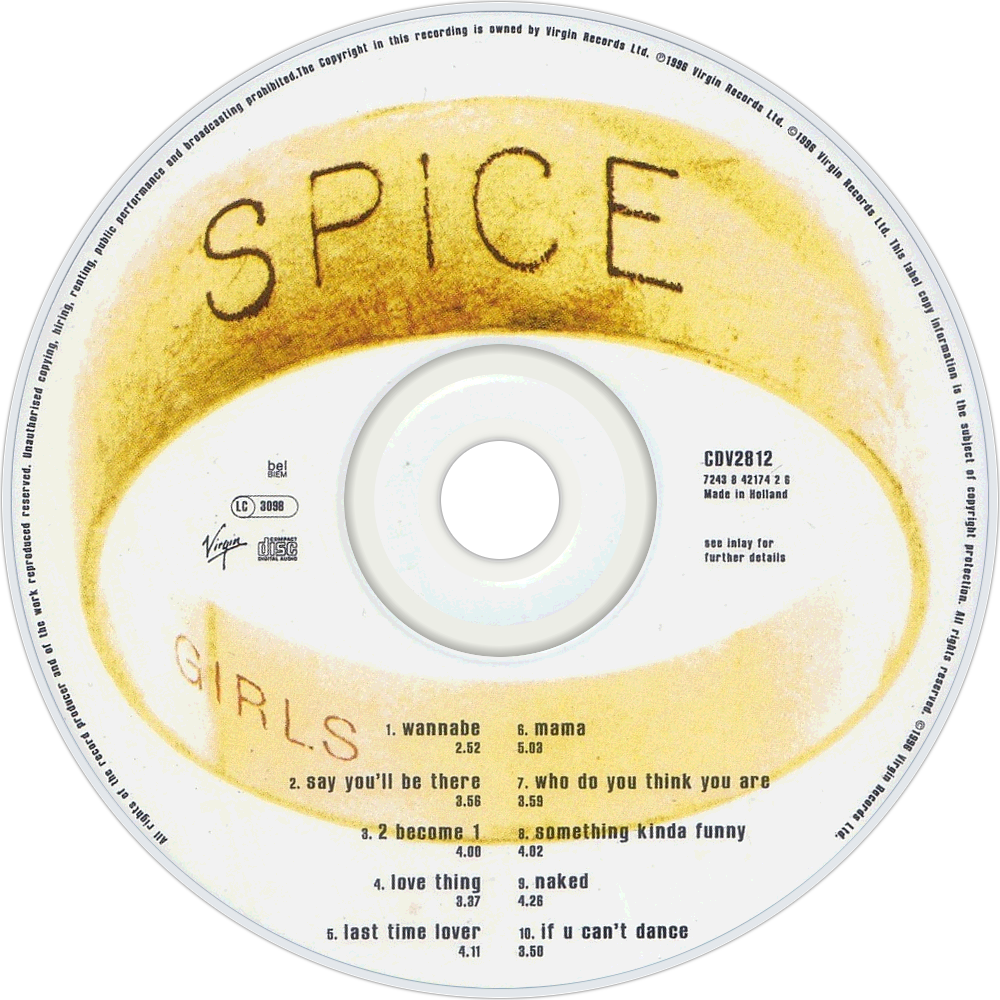 All rights of the record producer and of the work reproduced reserved. Unauthorised copying, hiring, renting, public performance and broadcasting prohibited.The Copyright in this recording is owned by Virgin Records Ltd. ℗1996 Virgin Records Ltd. ©1996 Virgin Records Ltd. This label copy information is the subject of copyright protection. All rights reserved. ©1996 Virgin Records Ltd.
SPICE
bel
BIEM
LC 3098
Virgin
COMPACT
disc
DIGITAL AUDIO
CDV2812
7243 8 42174 2 6
Made in Holland
see inlay for
further details
GIRLS
1. wannabe
2.52
2. say you'll be there
3.56
3. 2 become 1
4.00
4. love thing
3.37
5. last time lover
4.11
6. mama
5.03
7. who do you think you are
3.59
8. something kinda funny
4.02
9. naked
4.26
10. if u can't dance
3.50